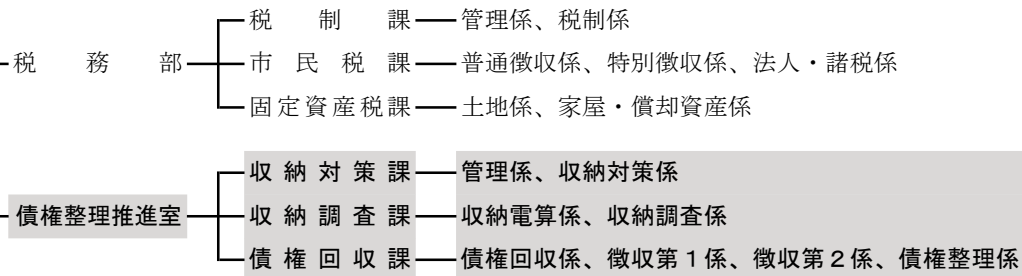 税制課 管理係、税制係
税務部 市民税課 普通徴収係、特別徴収係、法人・諸税係
固定資産税課 土地係、家屋・償却資産係
収納対策課 管理係、収納対策係
債権整理推進室 収納調査課 収納電算係、収納調査係
債権回収課 債権回収係、徴収第1係、徴収第2係、債権整理係